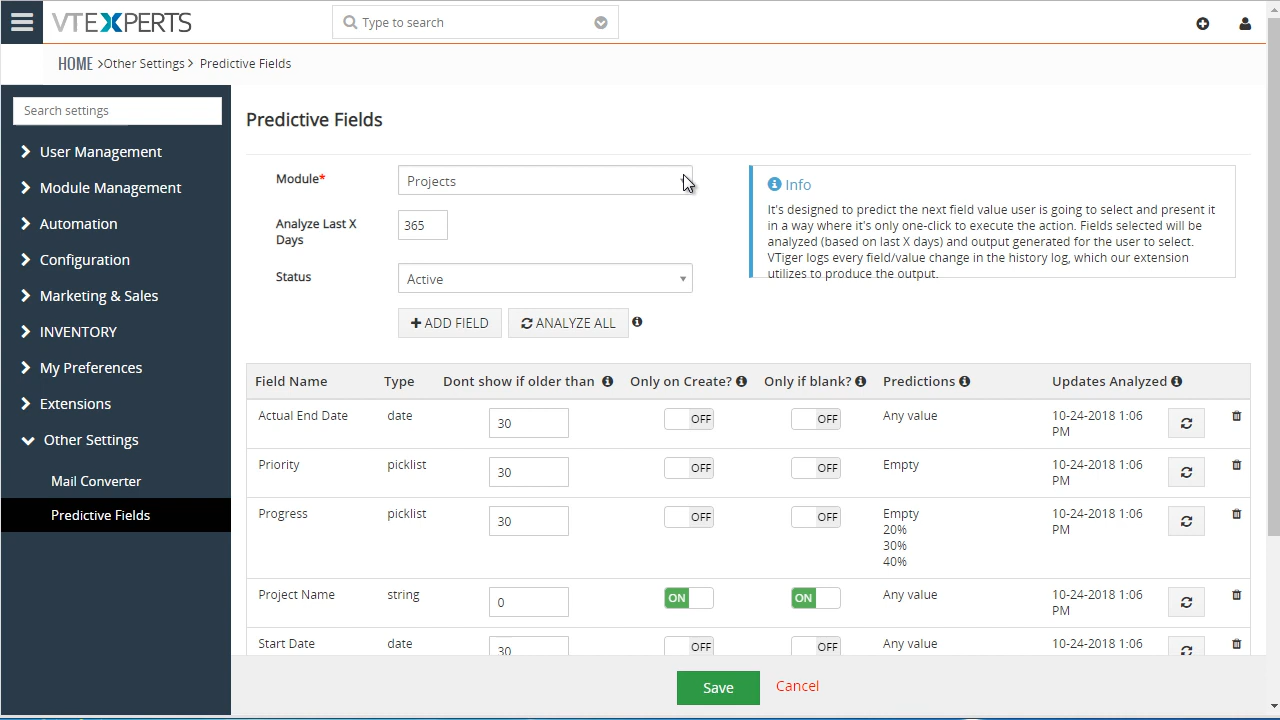 VTEXPERTS
Type to search
HOME >Other Settings > Predictive Fields
Search settings
User Management
Module Management
Automation
Configuration
Marketing & Sales
INVENTORY
My Preferences
Extensions
Other Settings
Mail Converter
Predictive Fields
Predictive Fields
Module*
Projects
Analyze Last X
Days
365
Status
Active
+ ADD FIELD
ANALYZE ALL
Info
It's designed to predict the next field value user is going to select and present it
in a way where it's only one-click to execute the action. Fields selected will be
analyzed (based on last X days) and output generated for the user to select.
VTiger logs every field/value change in the history log, which our extension
utilizes to produce the output.
Field Name Type Dont show if older than Only on Create? Only if blank? Predictions Updates Analyzed
Actual End Date date 30 OFF OFF Any value 10-24-2018 1:06
PM
Priority picklist 30 OFF OFF Empty 10-24-2018 1:06
PM
Progress picklist 30 OFF OFF Empty 10-24-2018 1:06
20% PM
30%
40%
Project Name string 0 ON ON Any value 10-24-2018 1:06
PM
Start Date date 30 OFF OFF Any value 10-24-2018 1:06
Save Cancel